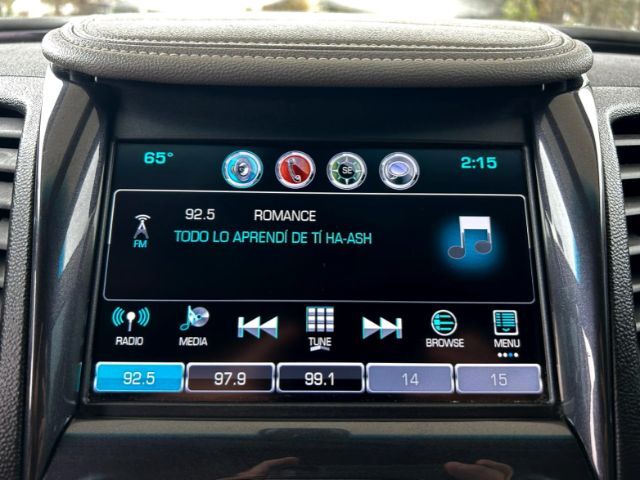 65° SE 2:15
92.5 ROMANCE
FM TODO LO APRENDÍ DE TÍ HA-ASH
RADIO MEDIA TUNE BROWSE MENU
92.5 97.9 99.1 14 15